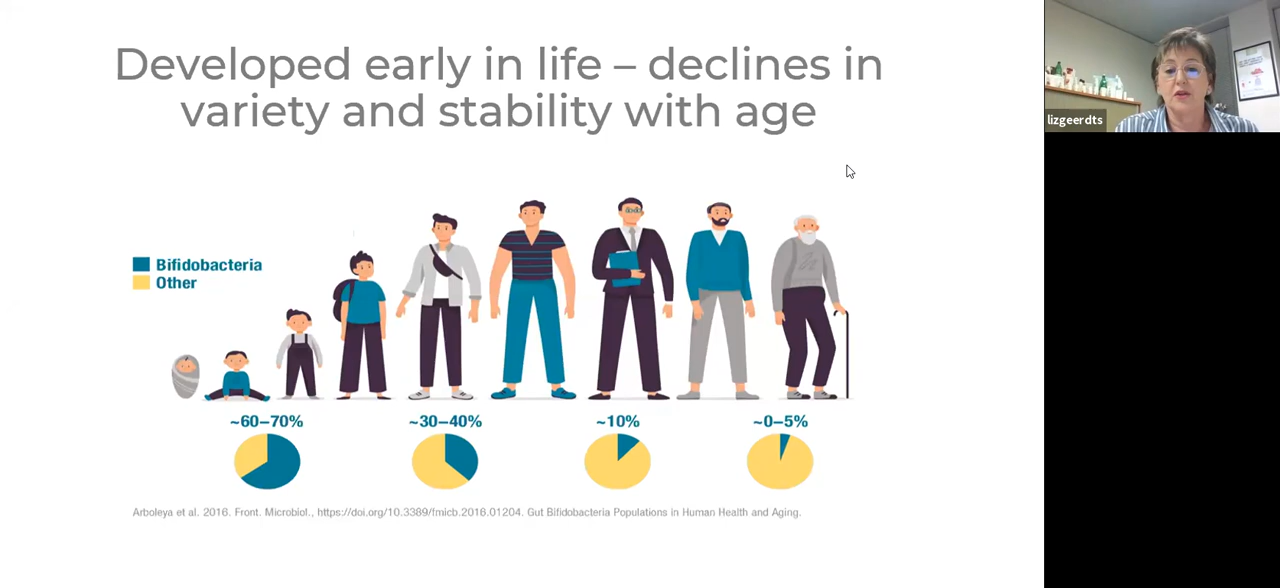 Developed early in life – declines in
variety and stability with age
lizgeerdts
Bifidobacteria
Other
~60–70%
~30–40%
~10%
~0–5%
Arboleya et al. 2016. Front. Microbiol., https://doi.org/10.3389/fmicb.2016.01204. Gut Bifidobacteria Populations in Human Health and Aging.